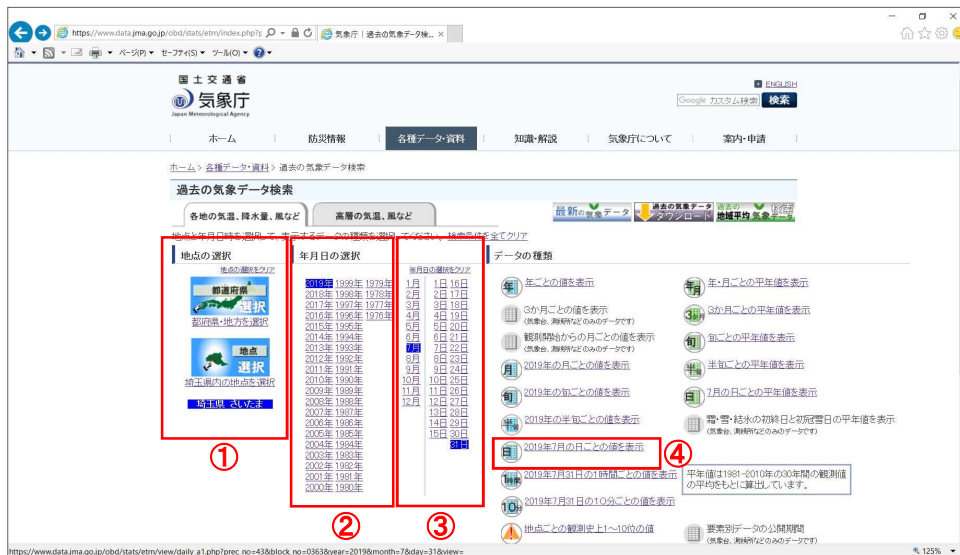 https://www.data.jma.go.jp/obd/stats/etrn/index.php?
気象庁｜過去の気象データ検... ×
ページ(P) セーフティ(S) ツール(O)
国土交通省
気象庁
Japan Meteorological Agency
ENGLISH
Google カスタム検索 検索
ホーム 防災情報 各種データ・資料 知識・解説 気象庁について 案内・申請
ホーム > 各種データ・資料 > 過去の気象データ検索
過去の気象データ検索
各地の気温、降水量、風など 高層の気温、風など
最新の気象データ 過去の気象データ ダウンロード 過去の 地域平均気象データ
地点と年月日時を選択して、表示するデータの種類を選択してください。 検索条件を全てクリア
地点の選択
地点の選択をクリア
都道府県
選択
都府県・地方を選択
地点
選択
埼玉県内の地点を選択
埼玉県 さいたま
①
年月日の選択
年月日の選択をクリア
2019年 1999年 1979年
2018年 1998年 1978年
2017年 1997年 1977年
2016年 1996年 1976年
2015年 1995年
2014年 1994年
2013年 1993年
2012年 1992年
2011年 1991年
2010年 1990年
2009年 1989年
2008年 1988年
2007年 1987年
2006年 1986年
2005年 1985年
2004年 1984年
2003年 1983年
2002年 1982年
2001年 1981年
2000年 1980年
②
1月 1日 16日
2月 2日 17日
3月 3日 18日
4月 4日 19日
5月 5日 20日
6月 6日 21日
7月 7日 22日
8月 8日 23日
9月 9日 24日
10月 10日 25日
11月 11日 26日
12月 12日 27日
13日 28日
14日 29日
15日 30日
31日
③
データの種類
年 年ごとの値を表示
年月 年・月ごとの平年値を表示
3か月ごとの値を表示
(気象台、測候所などのみのデータです)
3か月 3か月ごとの平年値を表示
観測開始からの月ごとの値を表示
(気象台、測候所などのみのデータです)
旬 旬ごとの平年値を表示
月 2019年の月ごとの値を表示
半旬 半旬ごとの平年値を表示
旬 2019年の旬ごとの値を表示
日 7月の日ごとの平年値を表示
半旬 2019年の半旬ごとの値を表示
霜・雪・結氷の初終日と初冠雪日の平年値を表示
(気象台、測候所などのみのデータです)
日 2019年7月の日ごとの値を表示
④
時間 2019年7月31日の1時間ごとの値を表示
平年値は1981-2010年の30年間の観測値の平均をもとに算出しています。
10分 2019年7月31日の10分ごとの値を表示
地点ごとの観測史上1～10位の値
要素別データの公開期間
(気象台、測候所などのみのデータです)
https://www.data.jma.go.jp/obd/stats/etrn/view/daily_a1.php?prec_no=43&block_no=0363&year=2019&month=7&day=31&view=
125%